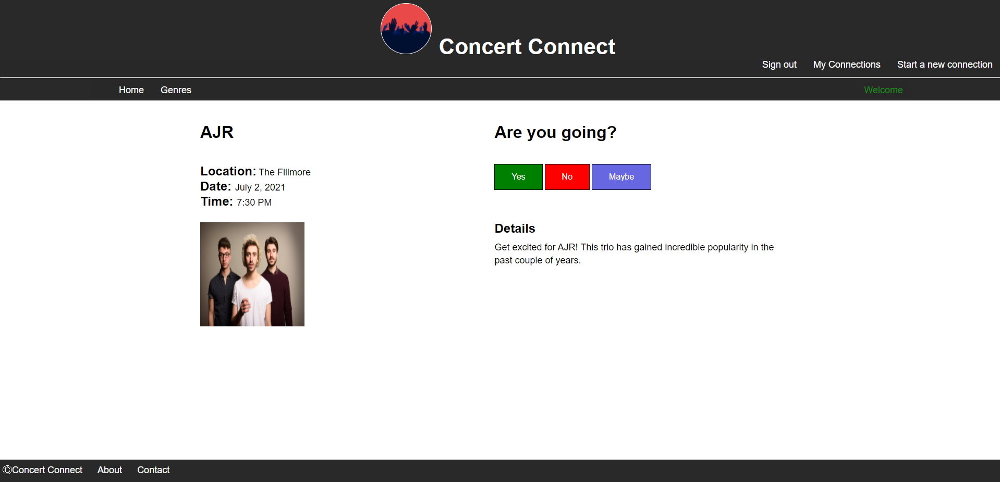 Concert Connect
Sign out My Connections Start a new connection
Home Genres Welcome
AJR
Location: The Fillmore
Date: July 2, 2021
Time: 7:30 PM
Are you going?
Yes No Maybe
Details
Get excited for AJR! This trio has gained incredible popularity in the
past couple of years.
©Concert Connect About Contact